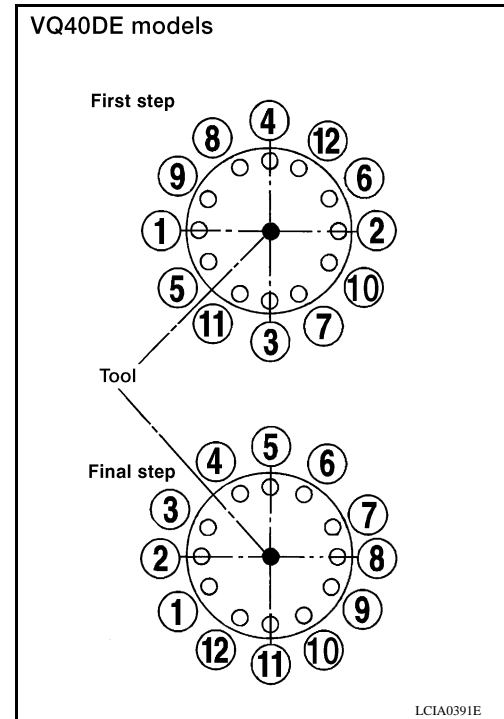 VQ40DE models
First step
4
8 12
9 6
1 2
5 10
11 7
3
Tool
Final step
5
4 6
3 7
2 8
1 9
12 10
11
LCIA0391E